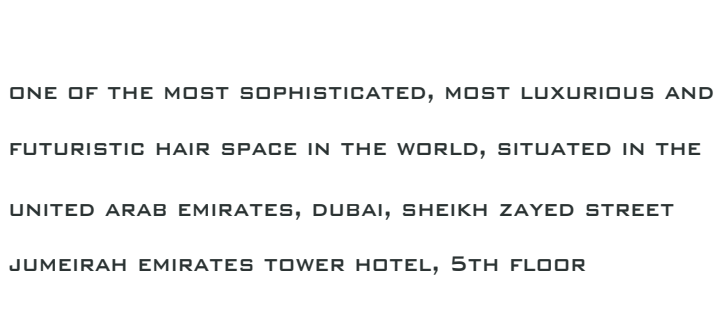 ONE OF THE MOST SOPHISTICATED, MOST LUXURIOUS AND
FUTURISTIC HAIR SPACE IN THE WORLD, SITUATED IN THE
UNITED ARAB EMIRATES, DUBAI, SHEIKH ZAYED STREET
JUMEIRAH EMIRATES TOWER HOTEL, 5TH FLOOR